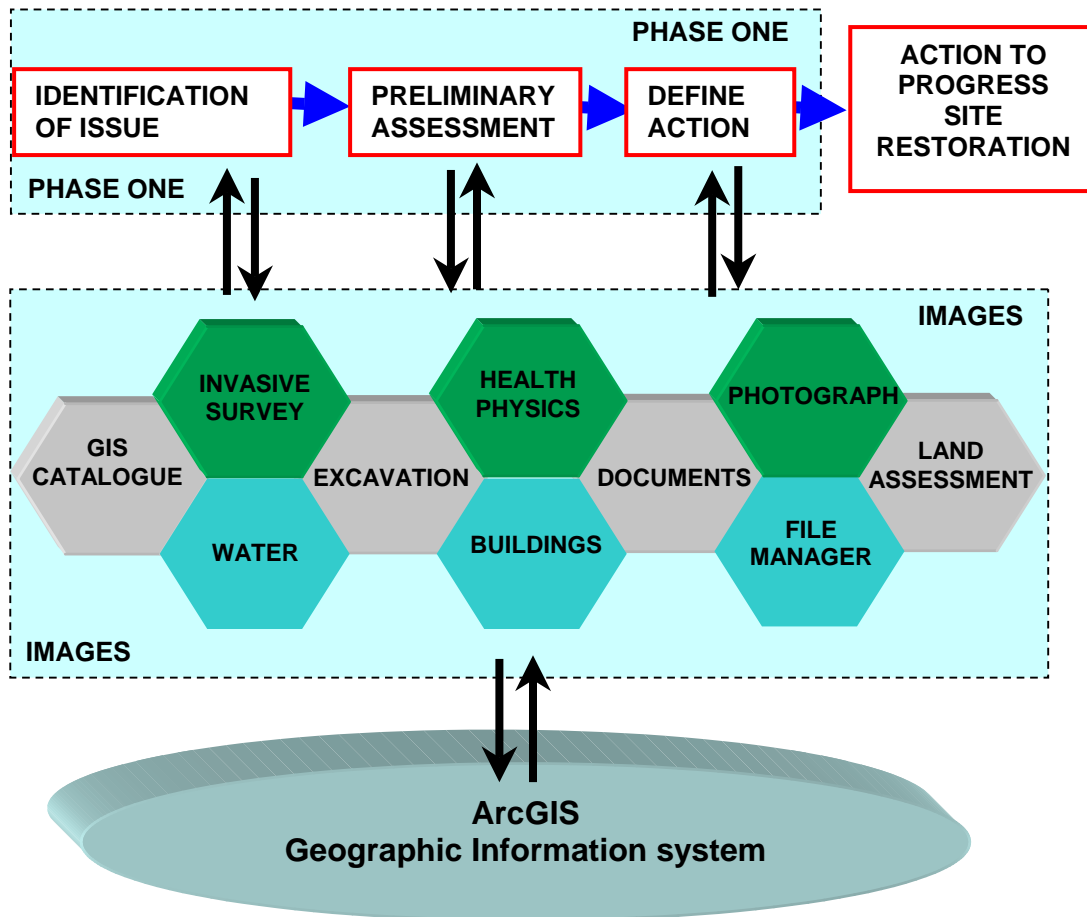 PHASE ONE
IDENTIFICATION
OF ISSUE
PRELIMINARY
ASSESSMENT
DEFINE
ACTION
ACTION TO
PROGRESS
SITE
RESTORATION
PHASE ONE
IMAGES
INVASIVE
SURVEY
HEALTH
PHYSICS
PHOTOGRAPH
GIS
CATALOGUE
EXCAVATION
DOCUMENTS
LAND
ASSESSMENT
WATER
BUILDINGS
FILE
MANAGER
IMAGES
ArcGIS
Geographic Information system